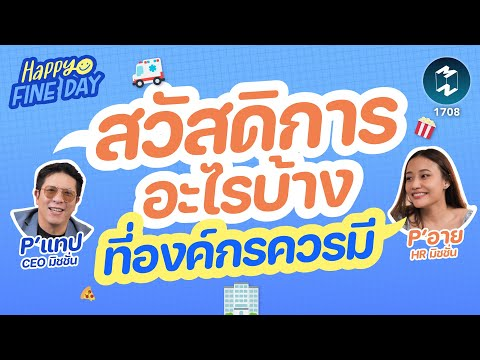 Happy
FINE DAY
1708
สวัสดิการ
อะไรบ้าง
ที่องค์กรควรมี
P'แทป
CEO มิชชั่น
P'อาย
HR มิชชั่น